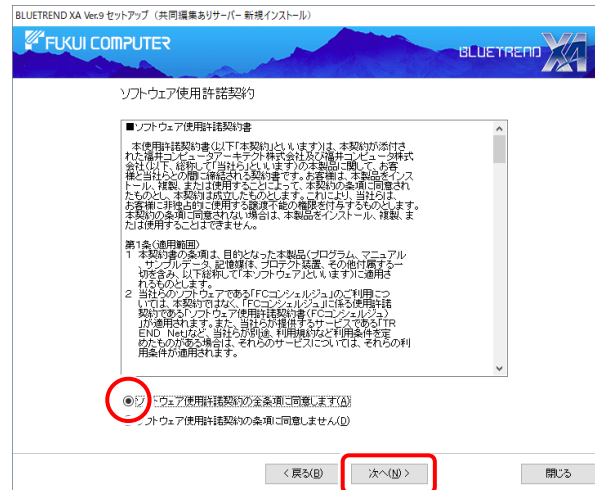 BLUETREND XA Ver.9 セットアップ（共同編集ありサーバー 新規インストール）
FUKUI COMPUTER
BLUETREND XA
ソフトウェア使用許諾契約
■ソフトウェア使用許諾契約書
本使用許諾契約書(以下「本契約」といいます)は、本契約が添付さ
れた福井コンピュータアーキテクト株式会社及び福井コンピュータ株式
会社(以下、総称して「当社ら」といいます)の本製品に関して、お客
様と当社らとの間に締結される契約書です。お客様は、本製品をインス
トール、複製、または使用することによって、本契約の条項に同意され
たものとし、本契約は成立したものとします。これにより、当社らは、
お客様に非独占的に使用する譲渡不能の権限を付与するものとします。
本契約の条項に同意されない場合は、本製品をインストール、複製、ま
たは使用することはできません。
第1条(適用範囲)
1 本契約書の条項は、目的となった本製品(プログラム、マニュアル
、サンプルデータ、記憶媒体、プロテクト装置、その他付属する一
切を含み、以下総称して「本ソフトウェア」といいます)に適用さ
れるものとします。
2 当社らのソフトウェアである「FCコンシェルジュ」のご利用につ
いては、本契約ではなく、「FCコンシェルジュ」に係る使用許諾
契約である「ソフトウェア使用許諾契約書(FCコンシェルジュ)
」が適用されます。また、当社らが提供するサービスである「TR
END Net」など、当社らが別途、利用規約など利用条件を定
めたものがある場合は、それらのサービスについては、それらの利
用条件が適用されます。
ソフトウェア使用許諾契約の全条項に同意します(A)
ソフトウェア使用許諾契約の条項に同意しません(D)
< 戻る(B) 次へ(N) > 閉じる